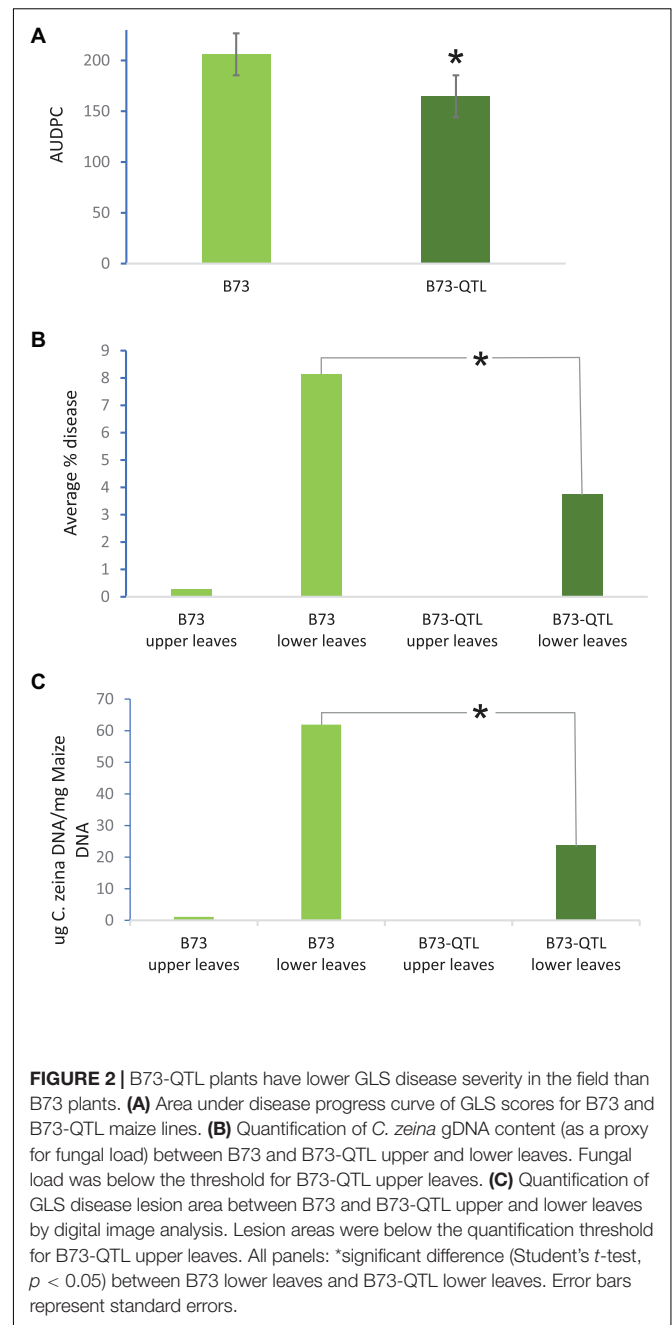 A
AUDPC
200
150
100
50
0
*
B73
B73-QTL
B
Average % disease
9
8
7
6
5
4
3
2
1
0
*
B73 upper leaves
B73 lower leaves
B73-QTL upper leaves
B73-QTL lower leaves
C
ug C. zeina DNA/mg Maize
DNA
70
60
50
40
30
20
10
0
*
B73 upper leaves
B73 lower leaves
B73-QTL upper leaves
B73-QTL lower leaves
FIGURE 2 | B73-QTL plants have lower GLS disease severity in the field than
B73 plants. (A) Area under disease progress curve of GLS scores for B73 and
B73-QTL maize lines. (B) Quantification of C. zeina gDNA content (as a proxy
for fungal load) between B73 and B73-QTL upper and lower leaves. Fungal
load was below the threshold for B73-QTL upper leaves. (C) Quantification of
GLS disease lesion area between B73 and B73-QTL upper and lower leaves
by digital image analysis. Lesion areas were below the quantification threshold
for B73-QTL upper leaves. All panels: *significant difference (Student's t-test,
p < 0.05) between B73 lower leaves and B73-QTL lower leaves. Error bars
represent standard errors.